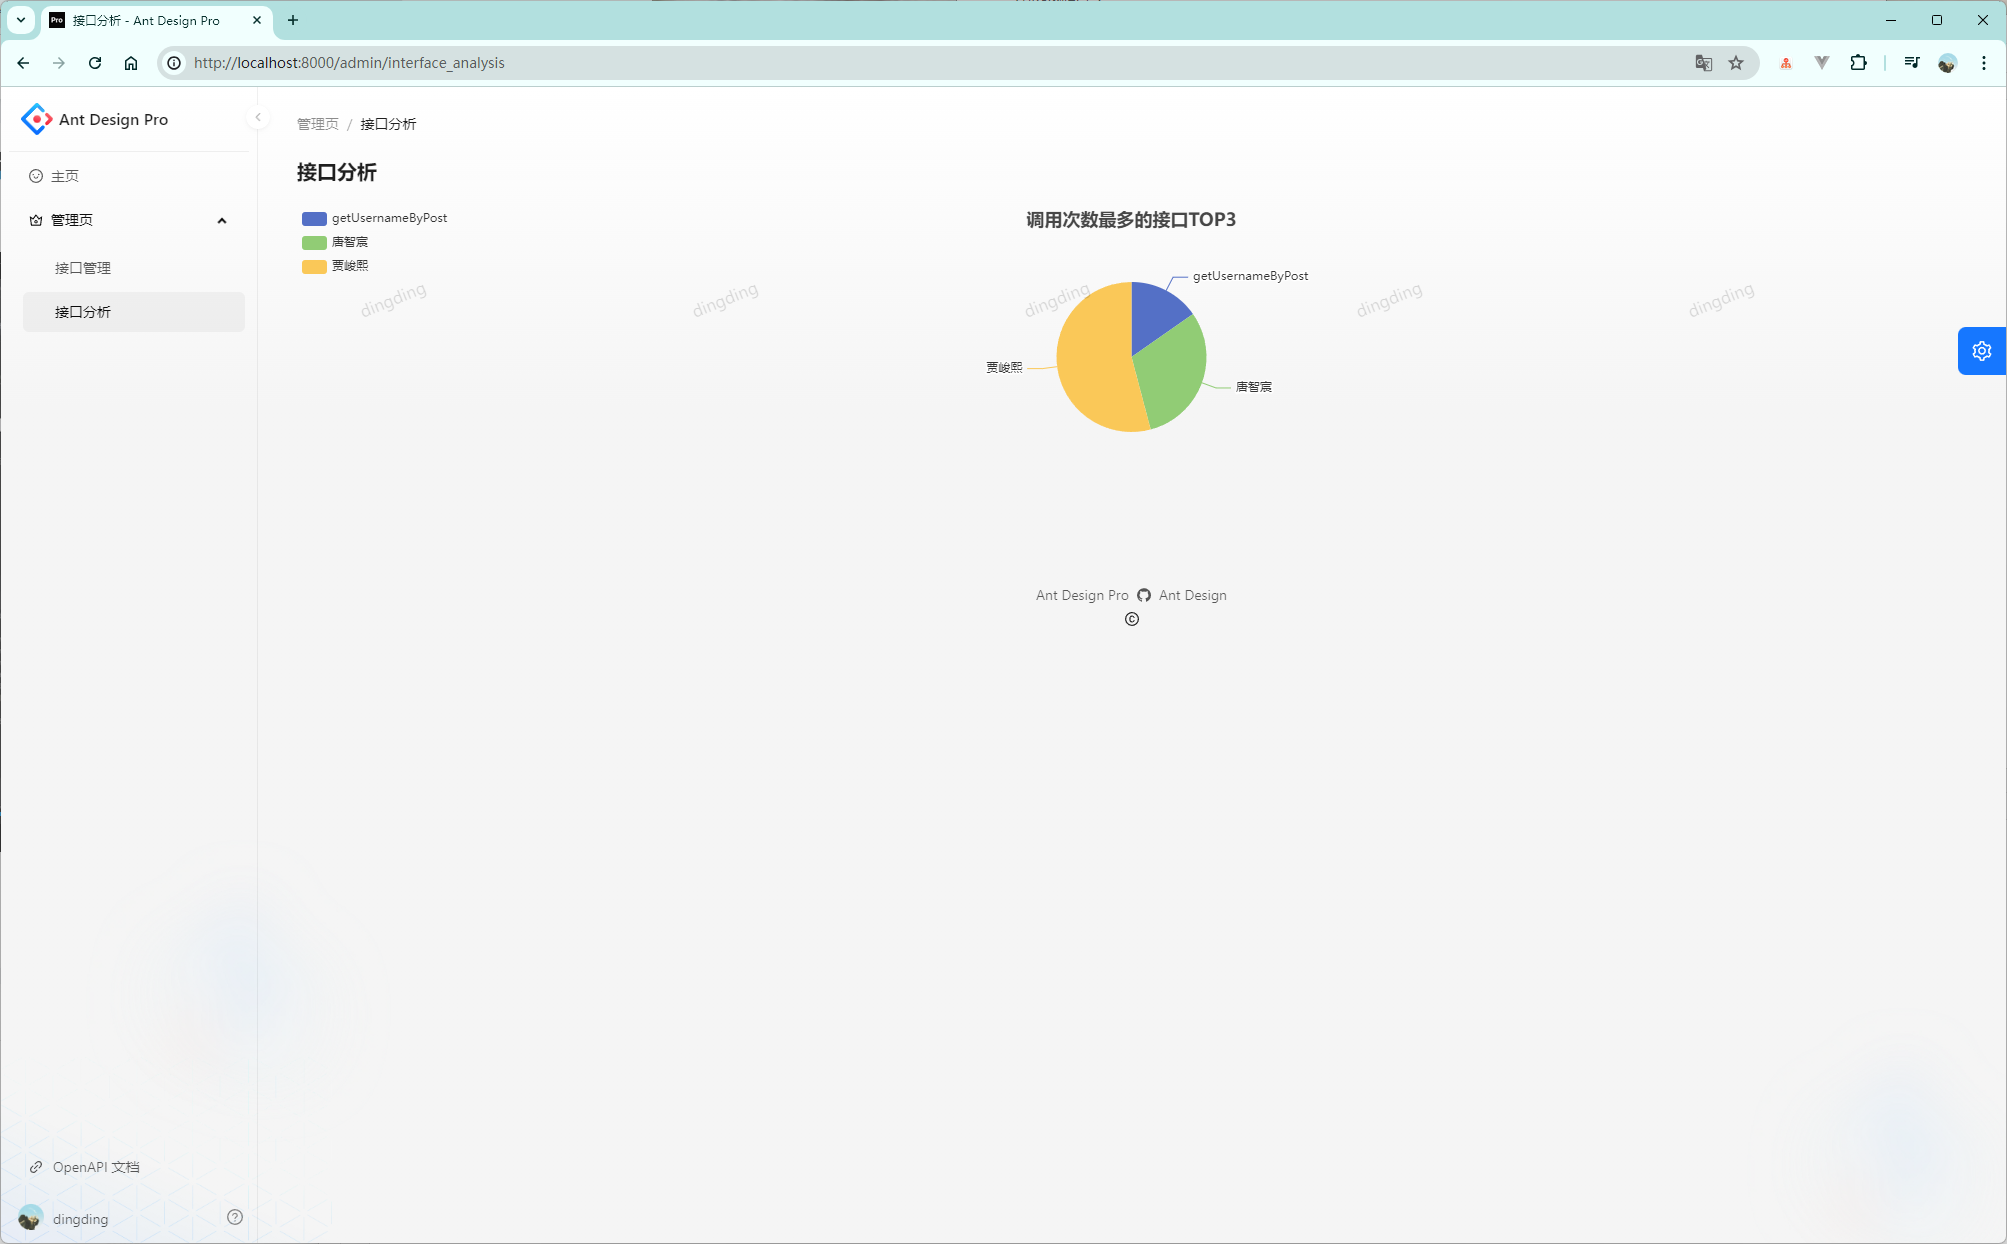 接口分析 - Ant Design Pro
http://localhost:8000/admin/interface_analysis
Ant Design Pro
主页
管理页
接口管理
接口分析
管理页 / 接口分析
接口分析
getUsernameByPost
唐智宸
贾峻熙
调用次数最多的接口TOP3
getUsernameByPost
贾峻熙
唐智宸
dingding
dingding
dingding
dingding
dingding
Ant Design Pro Ant Design
©
OpenAPI 文档
dingding